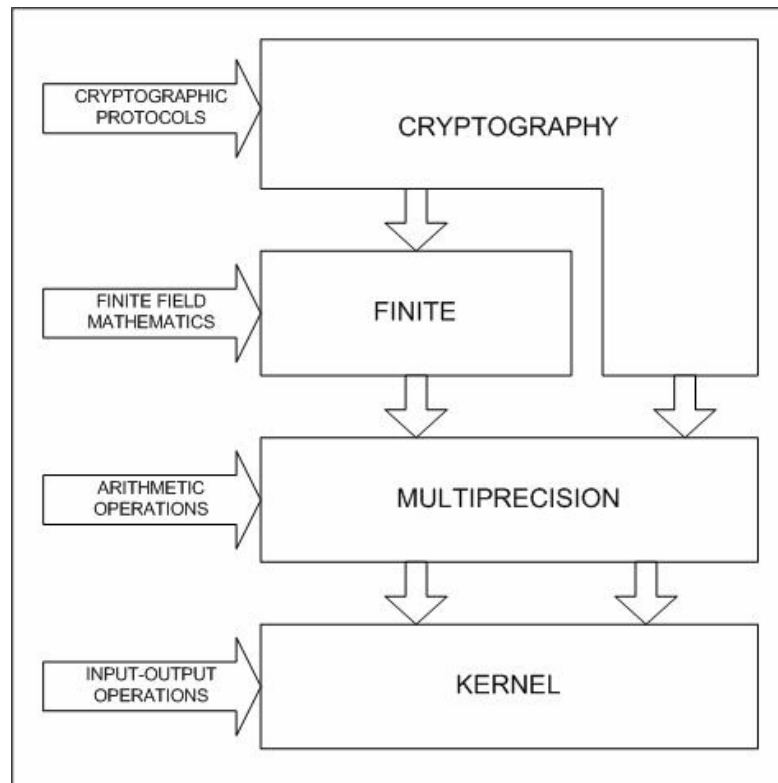 CRYPTOGRAPHIC
PROTOCOLS
CRYPTOGRAPHY
FINITE FIELD
MATHEMATICS
FINITE
ARITHMETIC
OPERATIONS
MULTIPRECISION
INPUT-OUTPUT
OPERATIONS
KERNEL